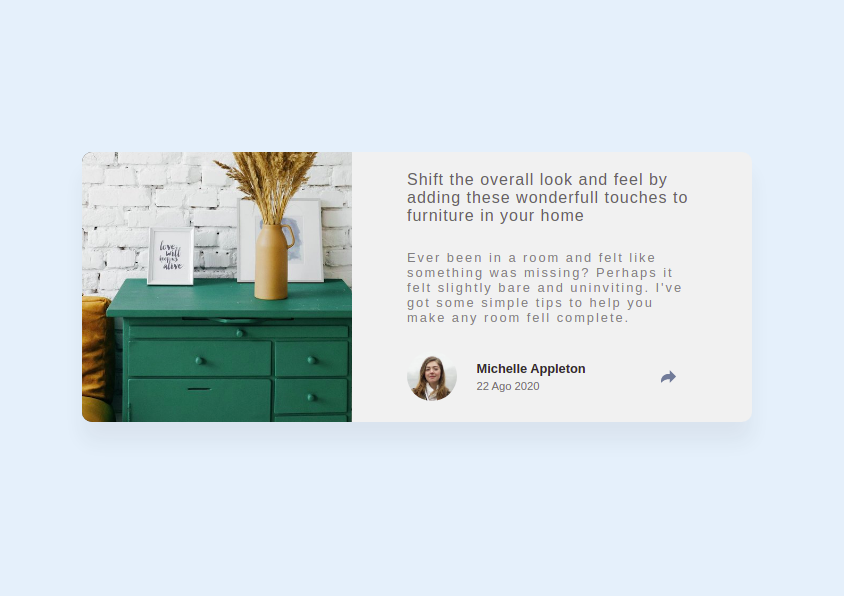 love
will
keep us
alive
Shift the overall look and feel by
adding these wonderfull touches to
furniture in your home
Ever been in a room and felt like
something was missing? Perhaps it
felt slightly bare and uninviting. I've
got some simple tips to help you
make any room fell complete.
Michelle Appleton
22 Ago 2020